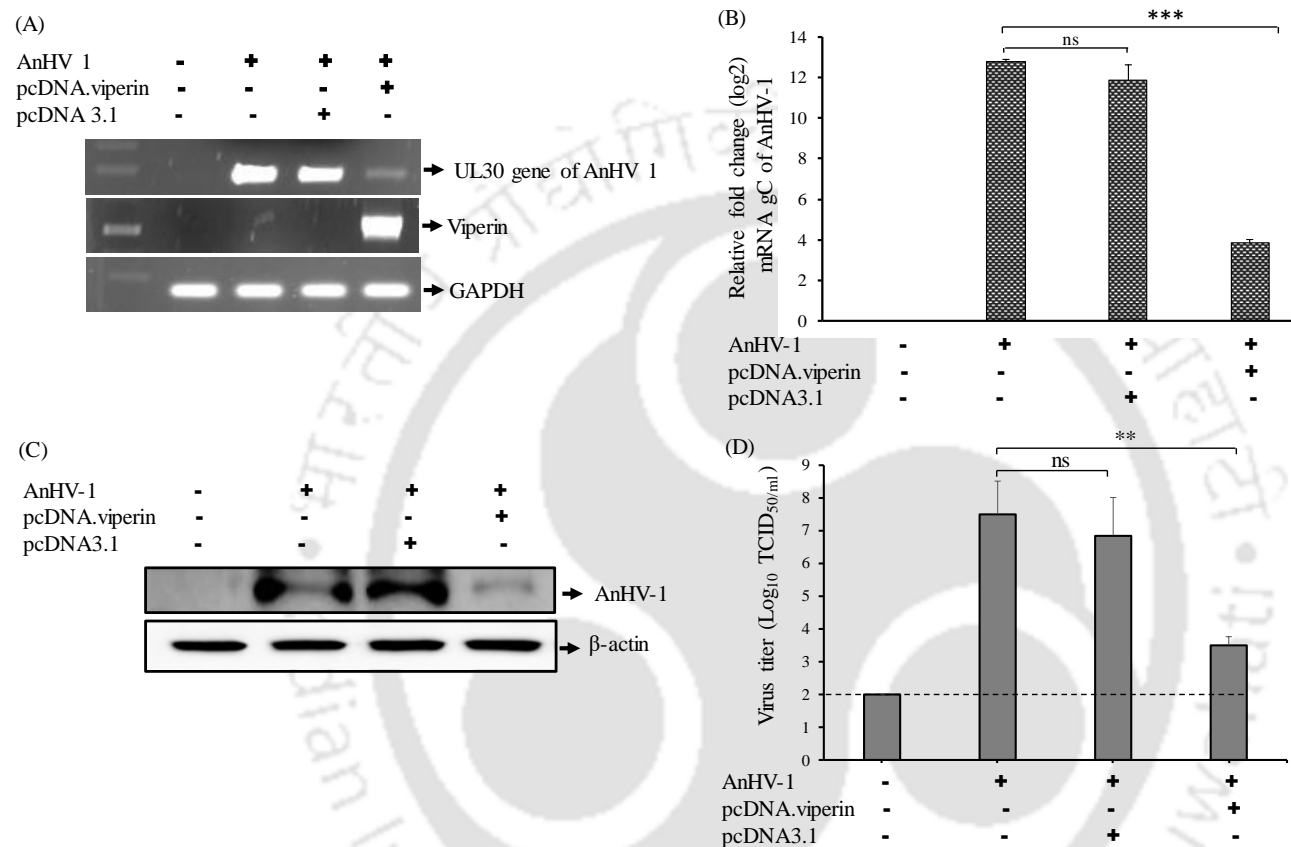 (A)
AnHV 1 - + + +
pcDNA.viperin - - - +
pcDNA 3.1 - - + -
UL30 gene of AnHV 1
Viperin
GAPDH
(B)
Relative fold change (log2)
mRNA gC of AnHV-1
14
12
10
8
6
4
2
0
ns
***
AnHV-1 - + + +
pcDNA.viperin - - - +
pcDNA3.1 - - + -
(C)
AnHV-1 - + + +
pcDNA.viperin - - - +
pcDNA3.1 - - + -
AnHV-1
β-actin
(D)
Virus titer (Log10 TCID50/ml)
9
8
7
6
5
4
3
2
1
0
ns
**
AnHV-1 - + + +
pcDNA.viperin - - - +
pcDNA3.1 - - + -